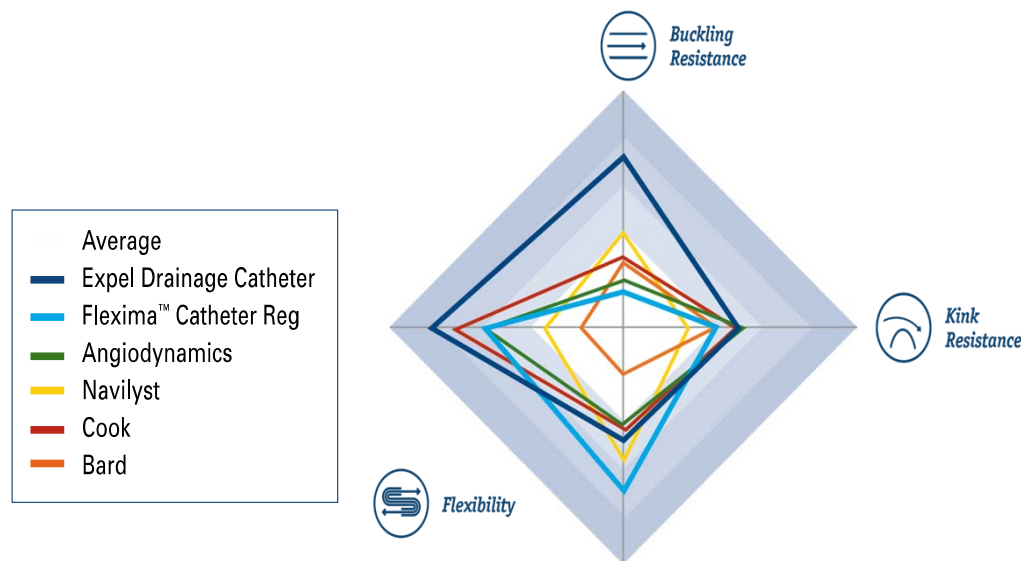 Buckling
Resistance
Average
Expel Drainage Catheter
Flexima™ Catheter Reg
Angiodynamics
Navilyst
Cook
Bard
Kink
Resistance
Flexibility